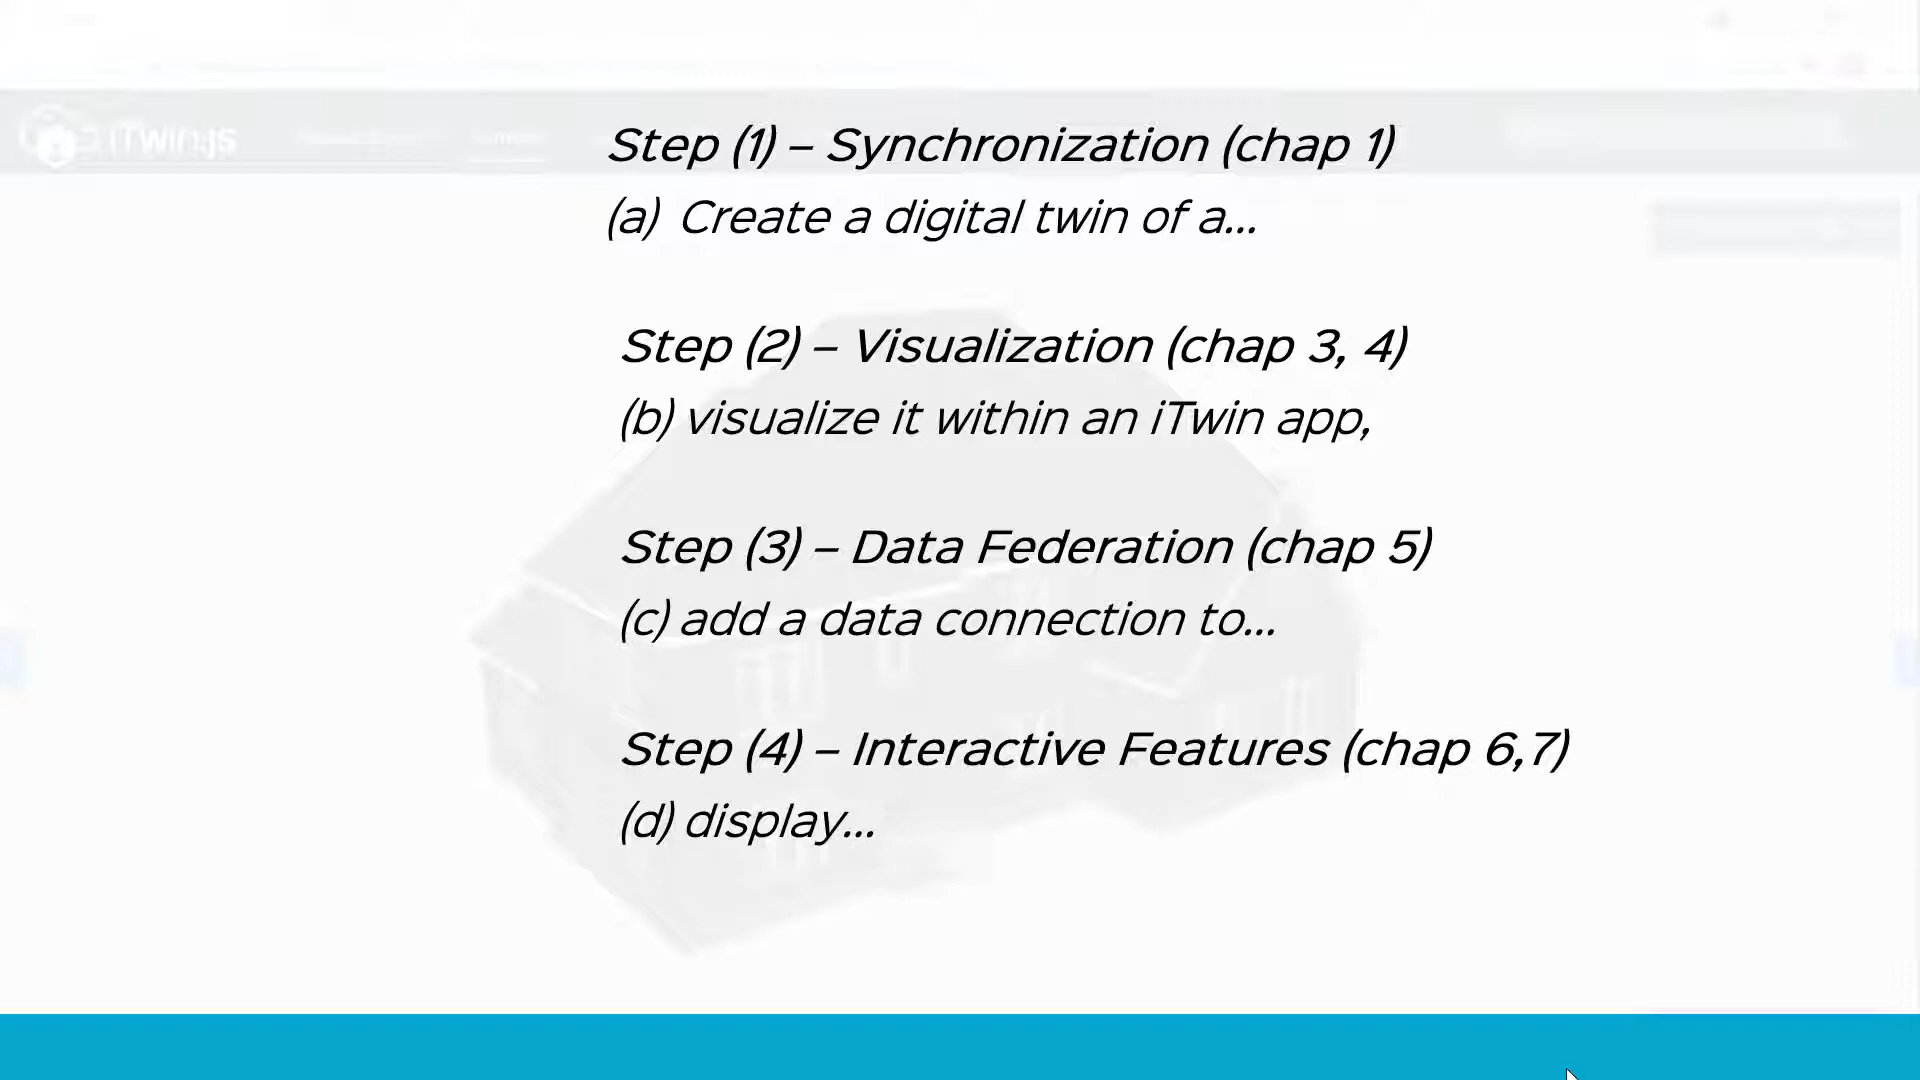 iTwin.js
Step (1) – Synchronization (chap 1)
(a) Create a digital twin of a...
Step (2) – Visualization (chap 3, 4)
(b) visualize it within an iTwin app,
Step (3) – Data Federation (chap 5)
(c) add a data connection to...
Step (4) – Interactive Features (chap 6,7)
(d) display...